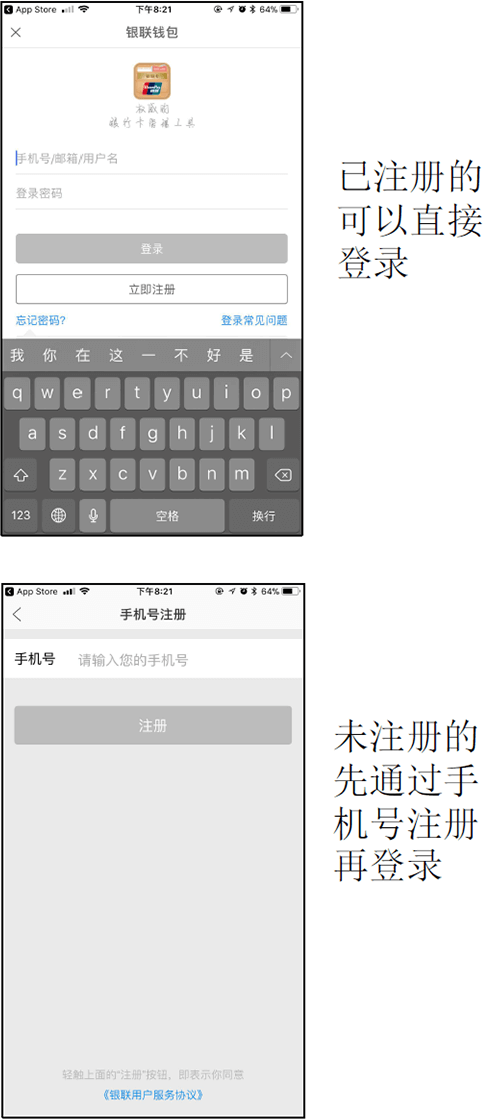 App Store 下午8:21 64%
银联钱包
权威的
银行卡管理工具
手机号/邮箱/用户名
登录密码
登录
立即注册
忘记密码? 登录常见问题
我 你 在 这 一 不 好 是
q w e r t y u i o p
a s d f g h j k l
z x c v b n m
123 空格 换行
已注册的
可以直接
登录
App Store 下午8:21 64%
手机号注册
手机号 请输入您的手机号
注册
轻触上面的“注册”按钮，即表示你同意
《银联用户服务协议》
未注册的
先通过手
机号注册
再登录